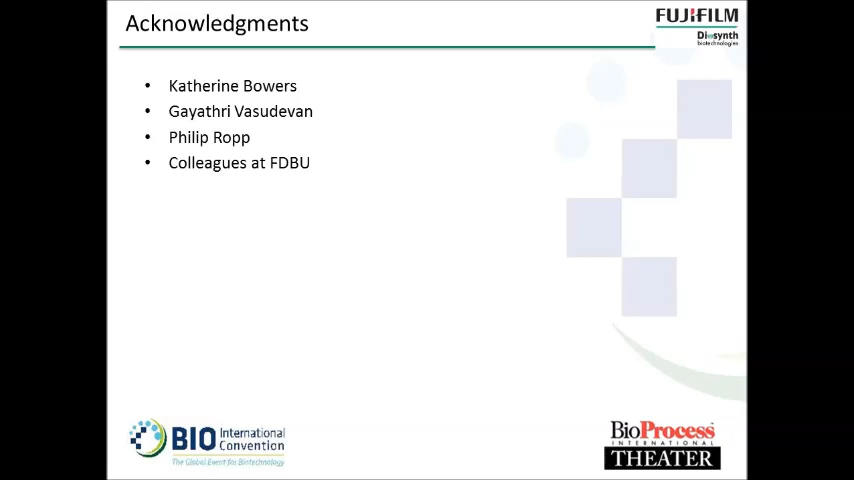 Acknowledgments
FUJIFILM
Diosynth
biotechnologies
• Katherine Bowers
• Gayathri Vasudevan
• Philip Ropp
• Colleagues at FDBU
BIO International
Convention
The Global Event for Biotechnology
BioProcess
INTERNATIONAL
THEATER